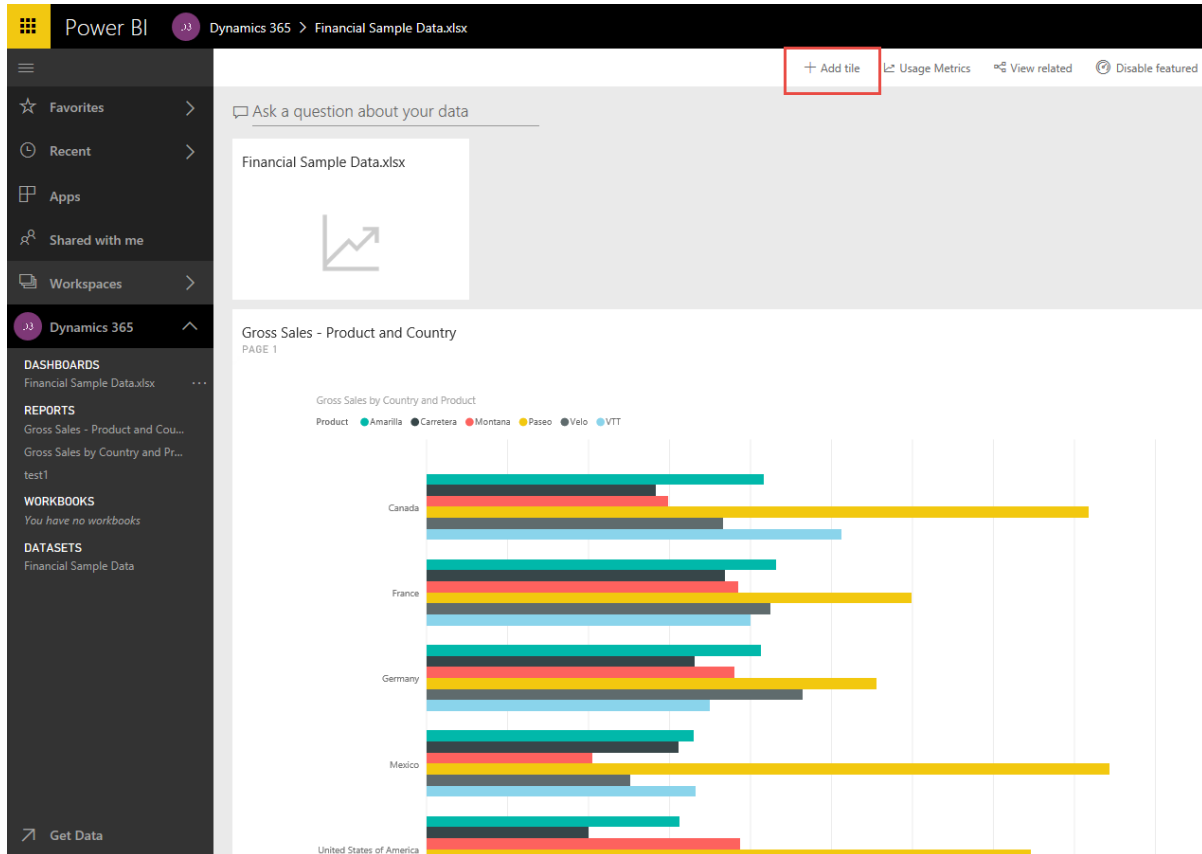 Power BI
Dynamics 365 > Financial Sample Data.xlsx
+ Add tile
Usage Metrics
View related
Disable featured
Favorites
Recent
Apps
Shared with me
Workspaces
Dynamics 365
DASHBOARDS
Financial Sample Data.xlsx ...
REPORTS
Gross Sales - Product and Cou...
Gross Sales by Country and Pr...
test1
WORKBOOKS
You have no workbooks
DATASETS
Financial Sample Data
Get Data
Ask a question about your data
Financial Sample Data.xlsx
Gross Sales - Product and Country
PAGE 1
Gross Sales by Country and Product
Product Amarilla Carretera Montana Paseo Velo VTT
Canada
France
Germany
Mexico
United States of America